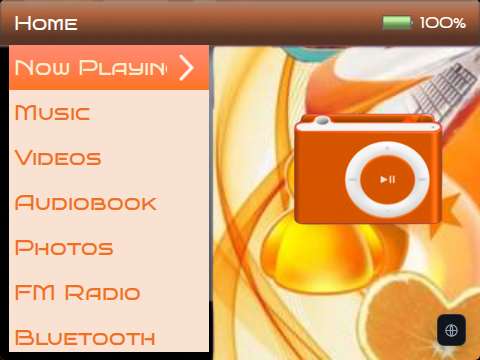 Home
100%
Now Playing
Music
Videos
Audiobook
Photos
FM Radio
Bluetooth